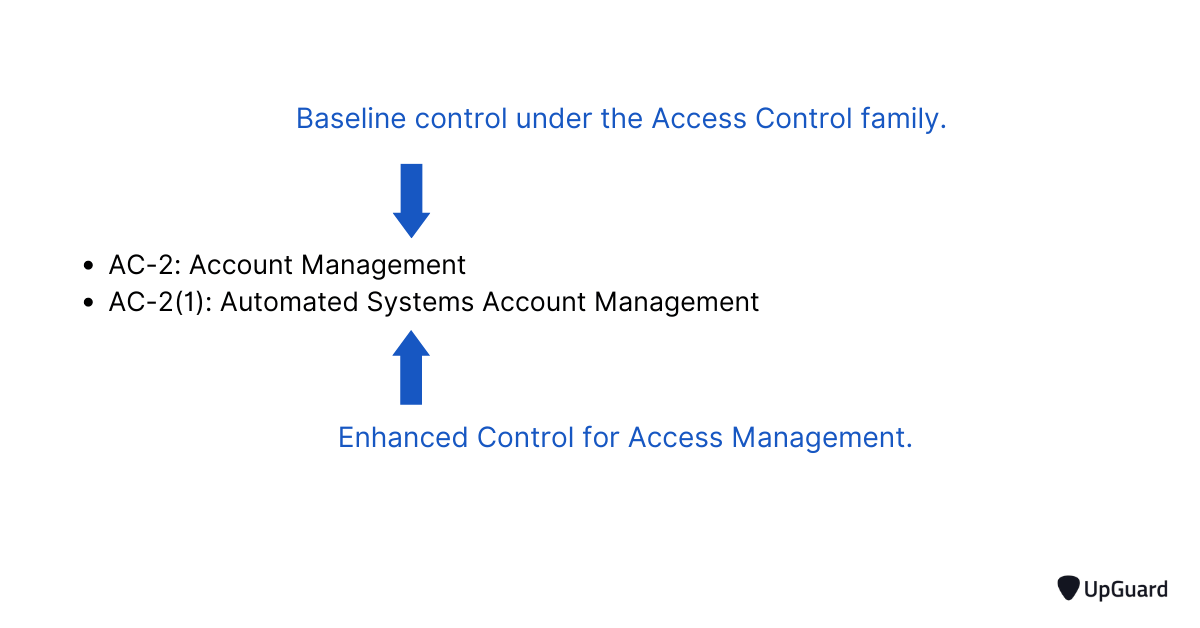 Baseline control under the Access Control family.
• AC-2: Account Management
• AC-2(1): Automated Systems Account Management
Enhanced Control for Access Management.
UpGuard